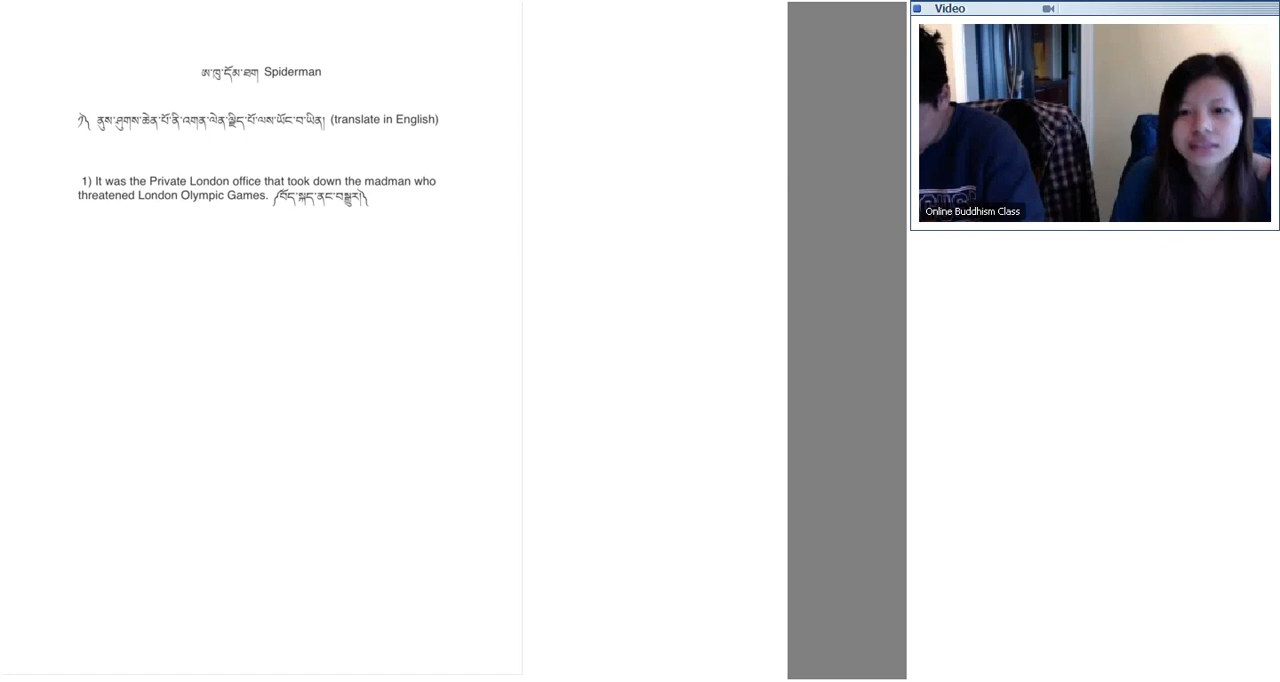 ཨ་ཁུ་དོམ་ཐག Spiderman
༡༽ ནུས་ཤུགས་ཆེན་པོ་ནི་འགན་ལེན་ལྗིད་པོ་ལས་ཡོང་བ་ཡིན། (translate in English)
1) It was the Private London office that took down the madman who
threatened London Olympic Games. ༼བོད་སྐད་ནང་བསྒྱུར།༽
Video
Online Buddhism Class